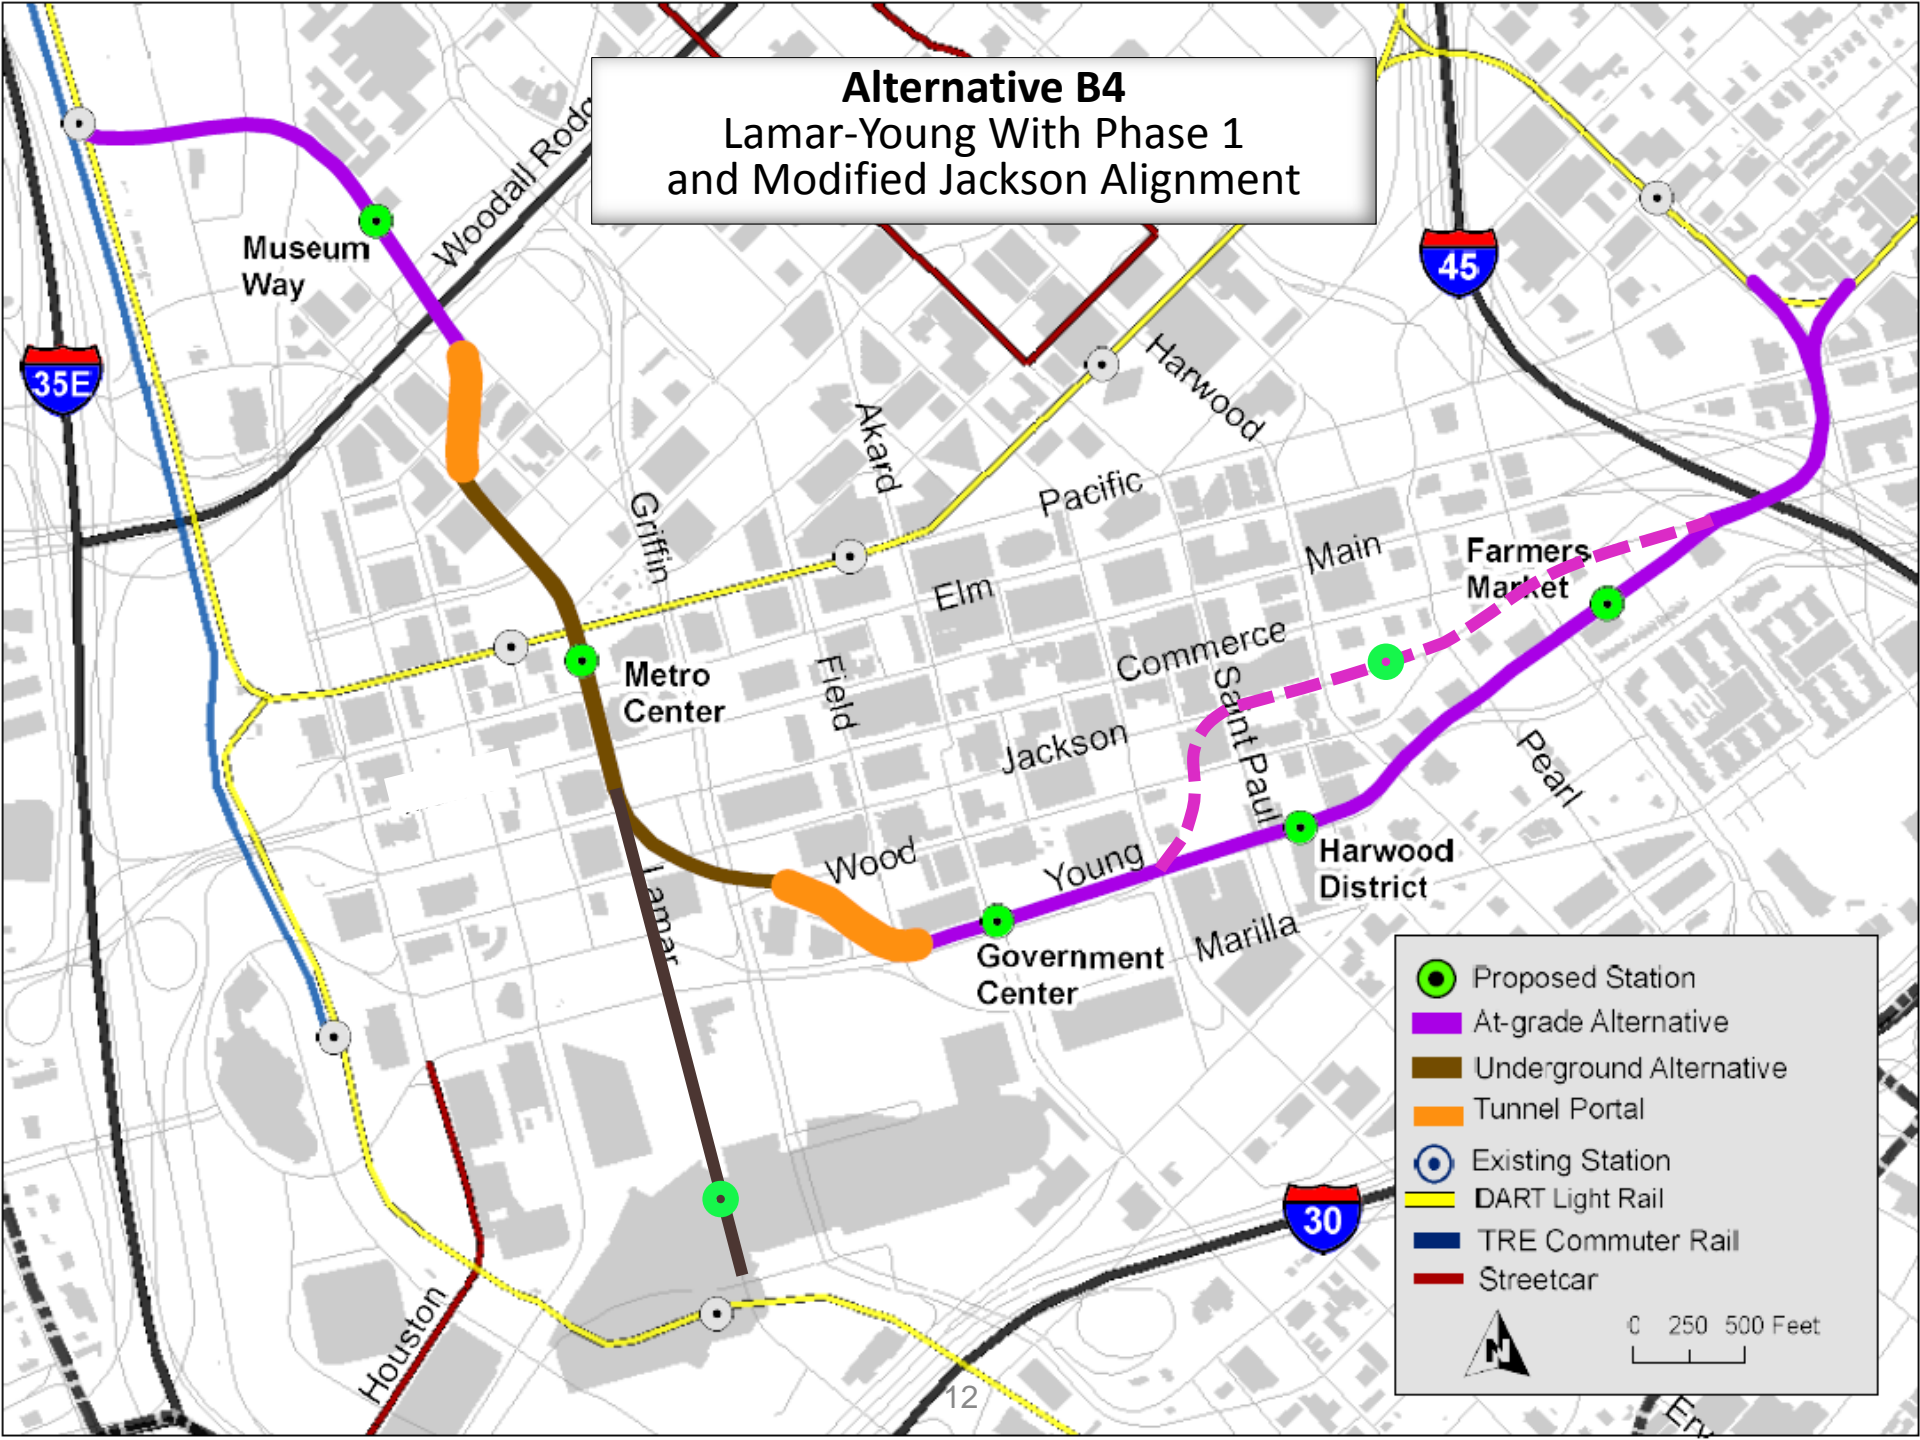 Alternative B4
Lamar-Young With Phase 1
and Modified Jackson Alignment
Woodall Rodg
Museum
Way
45
35E
Harwood
Akard
Pacific
Griffin
Main
Farmers
Market
Elm
Commerce
Metro
Center
Field
Saint Paul
Jackson
Pearl
Wood
Young
Harwood
District
Lamar
Marilla
Government
Center
Proposed Station
At-grade Alternative
Underground Alternative
Tunnel Portal
Existing Station
DART Light Rail
TRE Commuter Rail
Streetcar
N
0 250 500 Feet
30
Houston
12
Erv